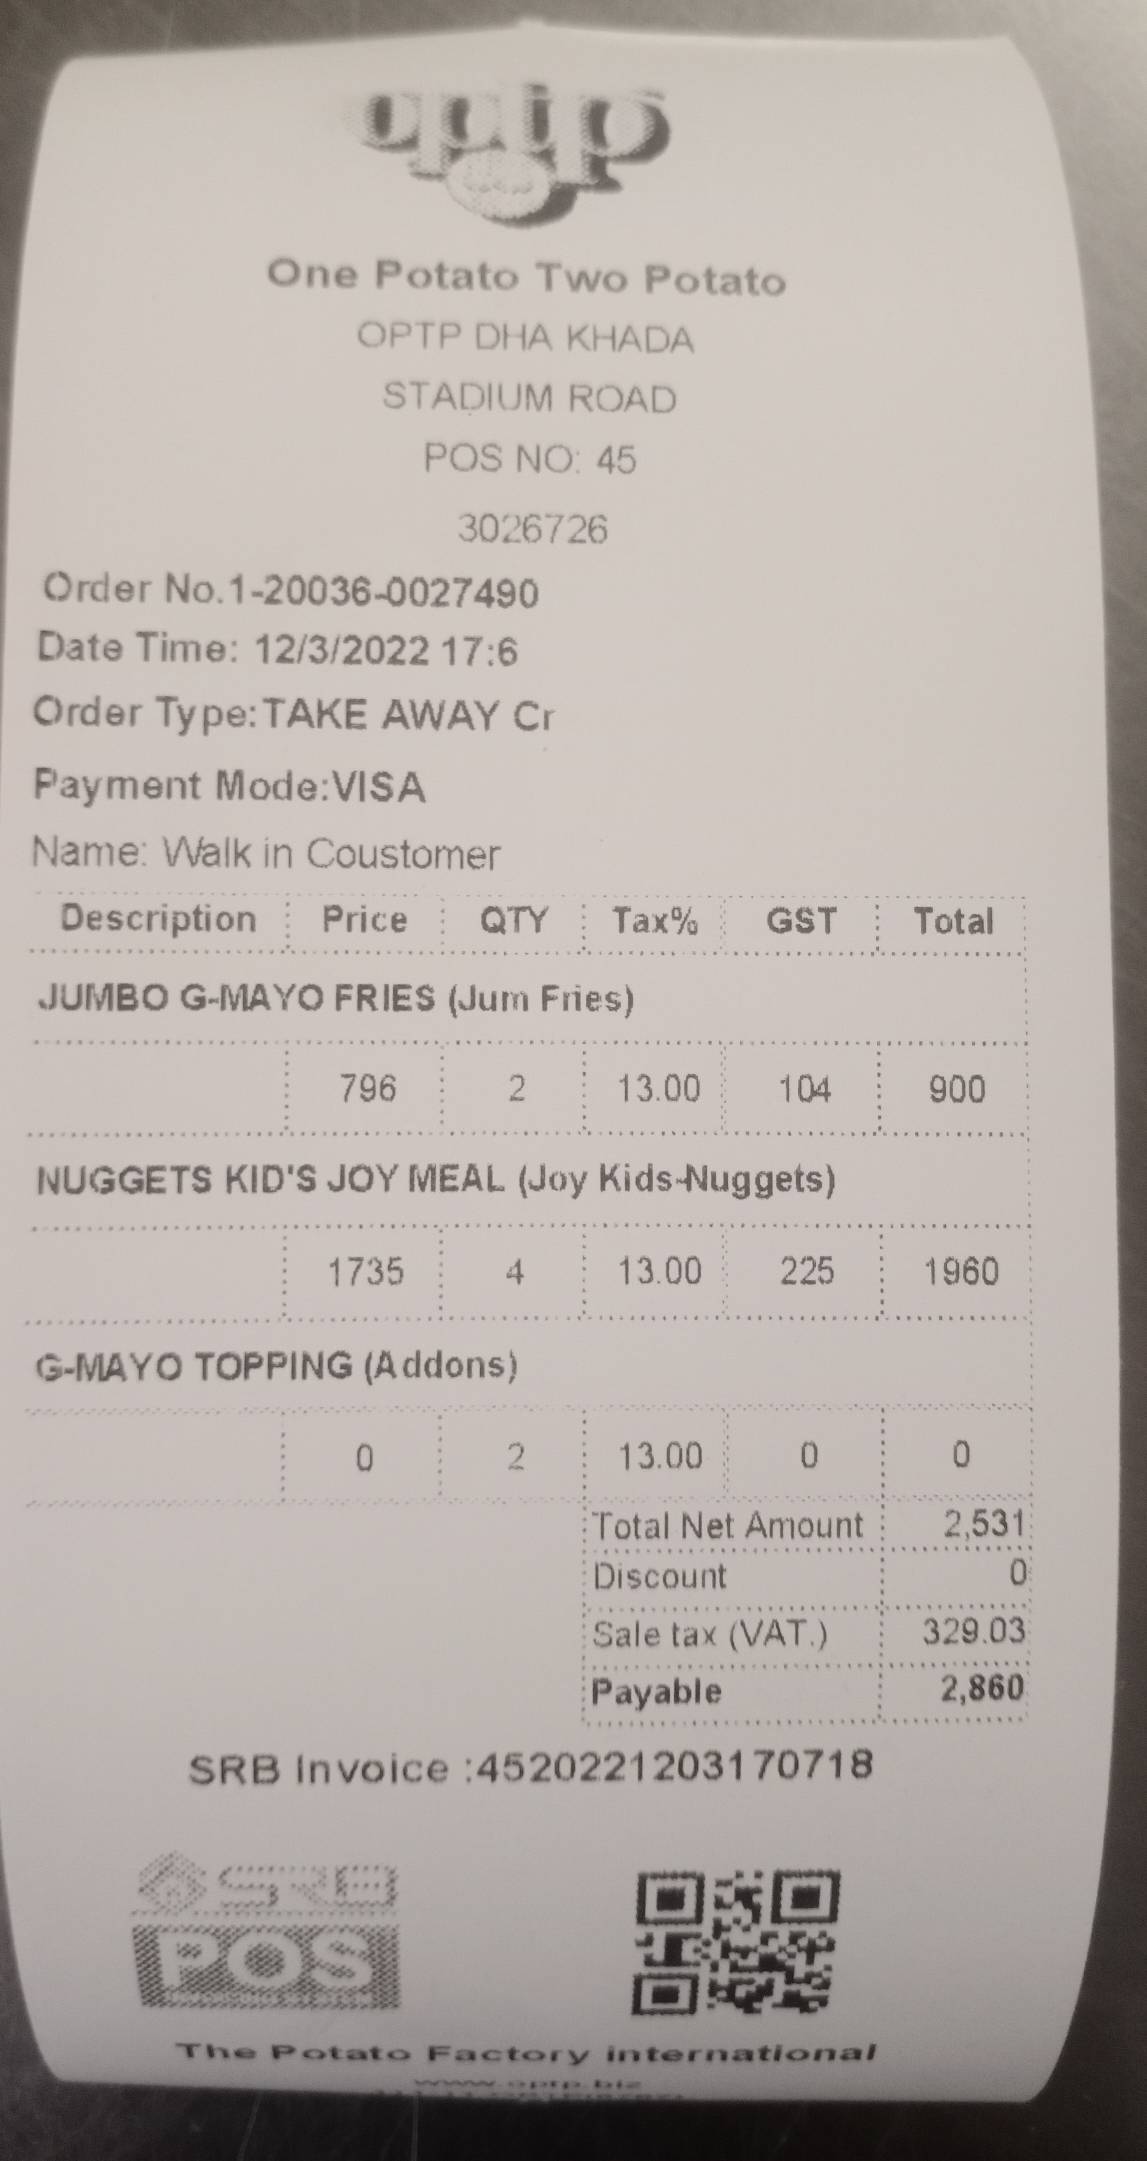 optp
One Potato Two Potato
OPTP DHA KHADA
STADIUM ROAD
POS NO: 45
3026726
Order No.1-20036-0027490
Date Time: 12/3/2022 17:6
Order Type:TAKE AWAY Cr
Payment Mode:VISA
Name: Walk in Coustomer
Description Price QTY Tax% GST Total
JUMBO G-MAYO FRIES (Jum Fries)
796 2 13.00 104 900
NUGGETS KID'S JOY MEAL (Joy Kids-Nuggets)
1735 4 13.00 225 1960
G-MAYO TOPPING (Addons)
0 2 13.00 0 0
Total Net Amount 2,531
Discount 0
Sale tax (VAT.) 329.03
Payable 2,860
SRB Invoice :4520221203170718
SRB
POS
The Potato Factory international
www.optp.biz